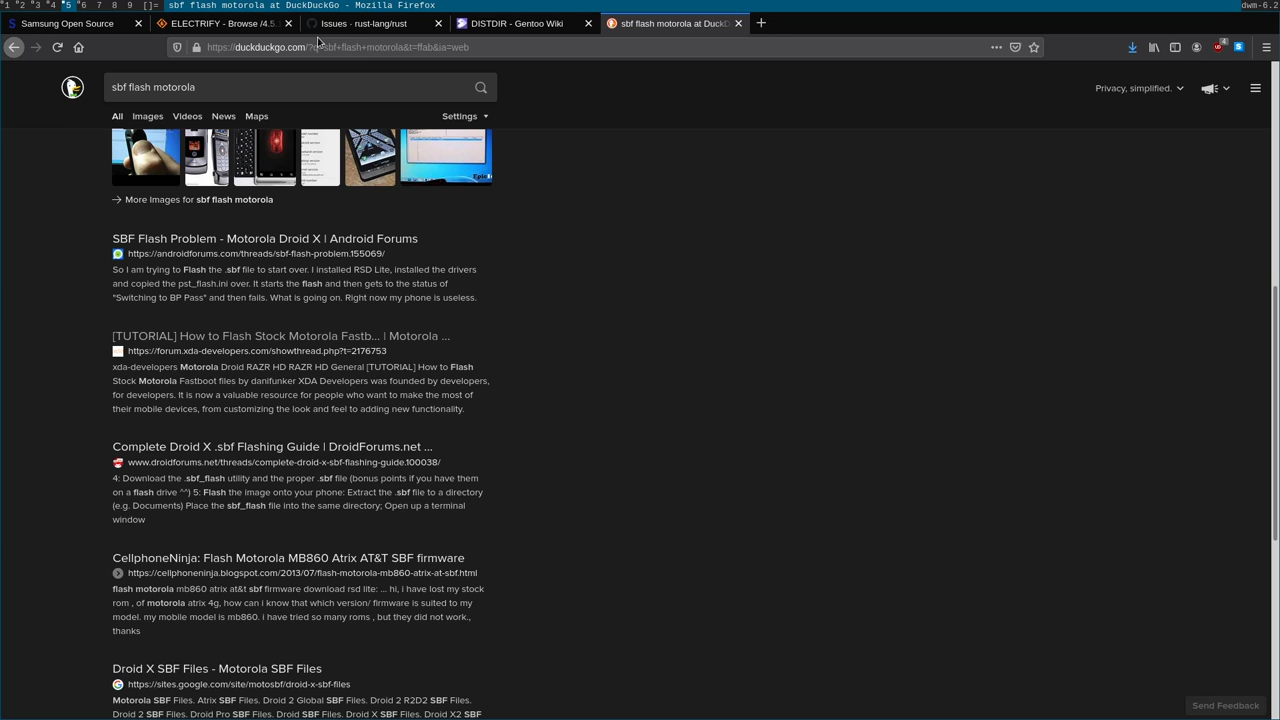 1 2 3 4 5 6 7 8 9 []= sbf flash motorola at DuckDuckGo - Mozilla Firefox dwm-6.2
Samsung Open Source ELECTRIFY - Browse /4.5. Issues · rust-lang/rust DISTDIR - Gentoo Wiki sbf flash motorola at Duck
https://duckduckgo.com/?q=sbf+flash+motorola&t=ffab&ia=web 4
sbf flash motorola Privacy, simplified.
All Images Videos News Maps Settings
More Images for sbf flash motorola
SBF Flash Problem - Motorola Droid X | Android Forums
https://androidforums.com/threads/sbf-flash-problem.155069/
So I am trying to Flash the .sbf file to start over. I installed RSD Lite, installed the drivers
and copied the pst_flash.ini over. It starts the flash and then gets to the status of
"Switching to BP Pass" and then fails. What is going on. Right now my phone is useless.
[TUTORIAL] How to Flash Stock Motorola Fastb... | Motorola ...
https://forum.xda-developers.com/showthread.php?t=2176753
xda-developers Motorola Droid RAZR HD RAZR HD General [TUTORIAL] How to Flash
Stock Motorola Fastboot files by danifunker XDA Developers was founded by developers,
for developers. It is now a valuable resource for people who want to make the most of
their mobile devices, from customizing the look and feel to adding new functionality.
Complete Droid X .sbf Flashing Guide | DroidForums.net ...
www.droidforums.net/threads/complete-droid-x-sbf-flashing-guide.100038/
4: Download the .sbf_flash utility and the proper .sbf file (bonus points if you have them
on a flash drive ^^) 5: Flash the image onto your phone: Extract the .sbf file to a directory
(e.g. Documents) Place the sbf_flash file into the same directory; Open up a terminal
window
CellphoneNinja: Flash Motorola MB860 Atrix AT&T SBF firmware
https://cellphoneninja.blogspot.com/2013/07/flash-motorola-mb860-atrix-at-sbf.html
flash motorola mb860 atrix at&t sbf firmware download rsd lite: ... hi, i have lost my stock
rom , of motorola atrix 4g, how can i know that which version/ firmware is suited to my
model. my mobile model is mb860. i have tried so many roms , but they did not work.,
thanks
Droid X SBF Files - Motorola SBF Files
https://sites.google.com/site/motosbf/droid-x-sbf-files
Motorola SBF Files. Atrix SBF Files. Droid 2 Global SBF Files. Droid 2 R2D2 SBF Files.
Droid 2 SBF Files. Droid Pro SBF Files. Droid SBF Files. Droid X SBF Files. Droid X2 SBF
Send Feedback